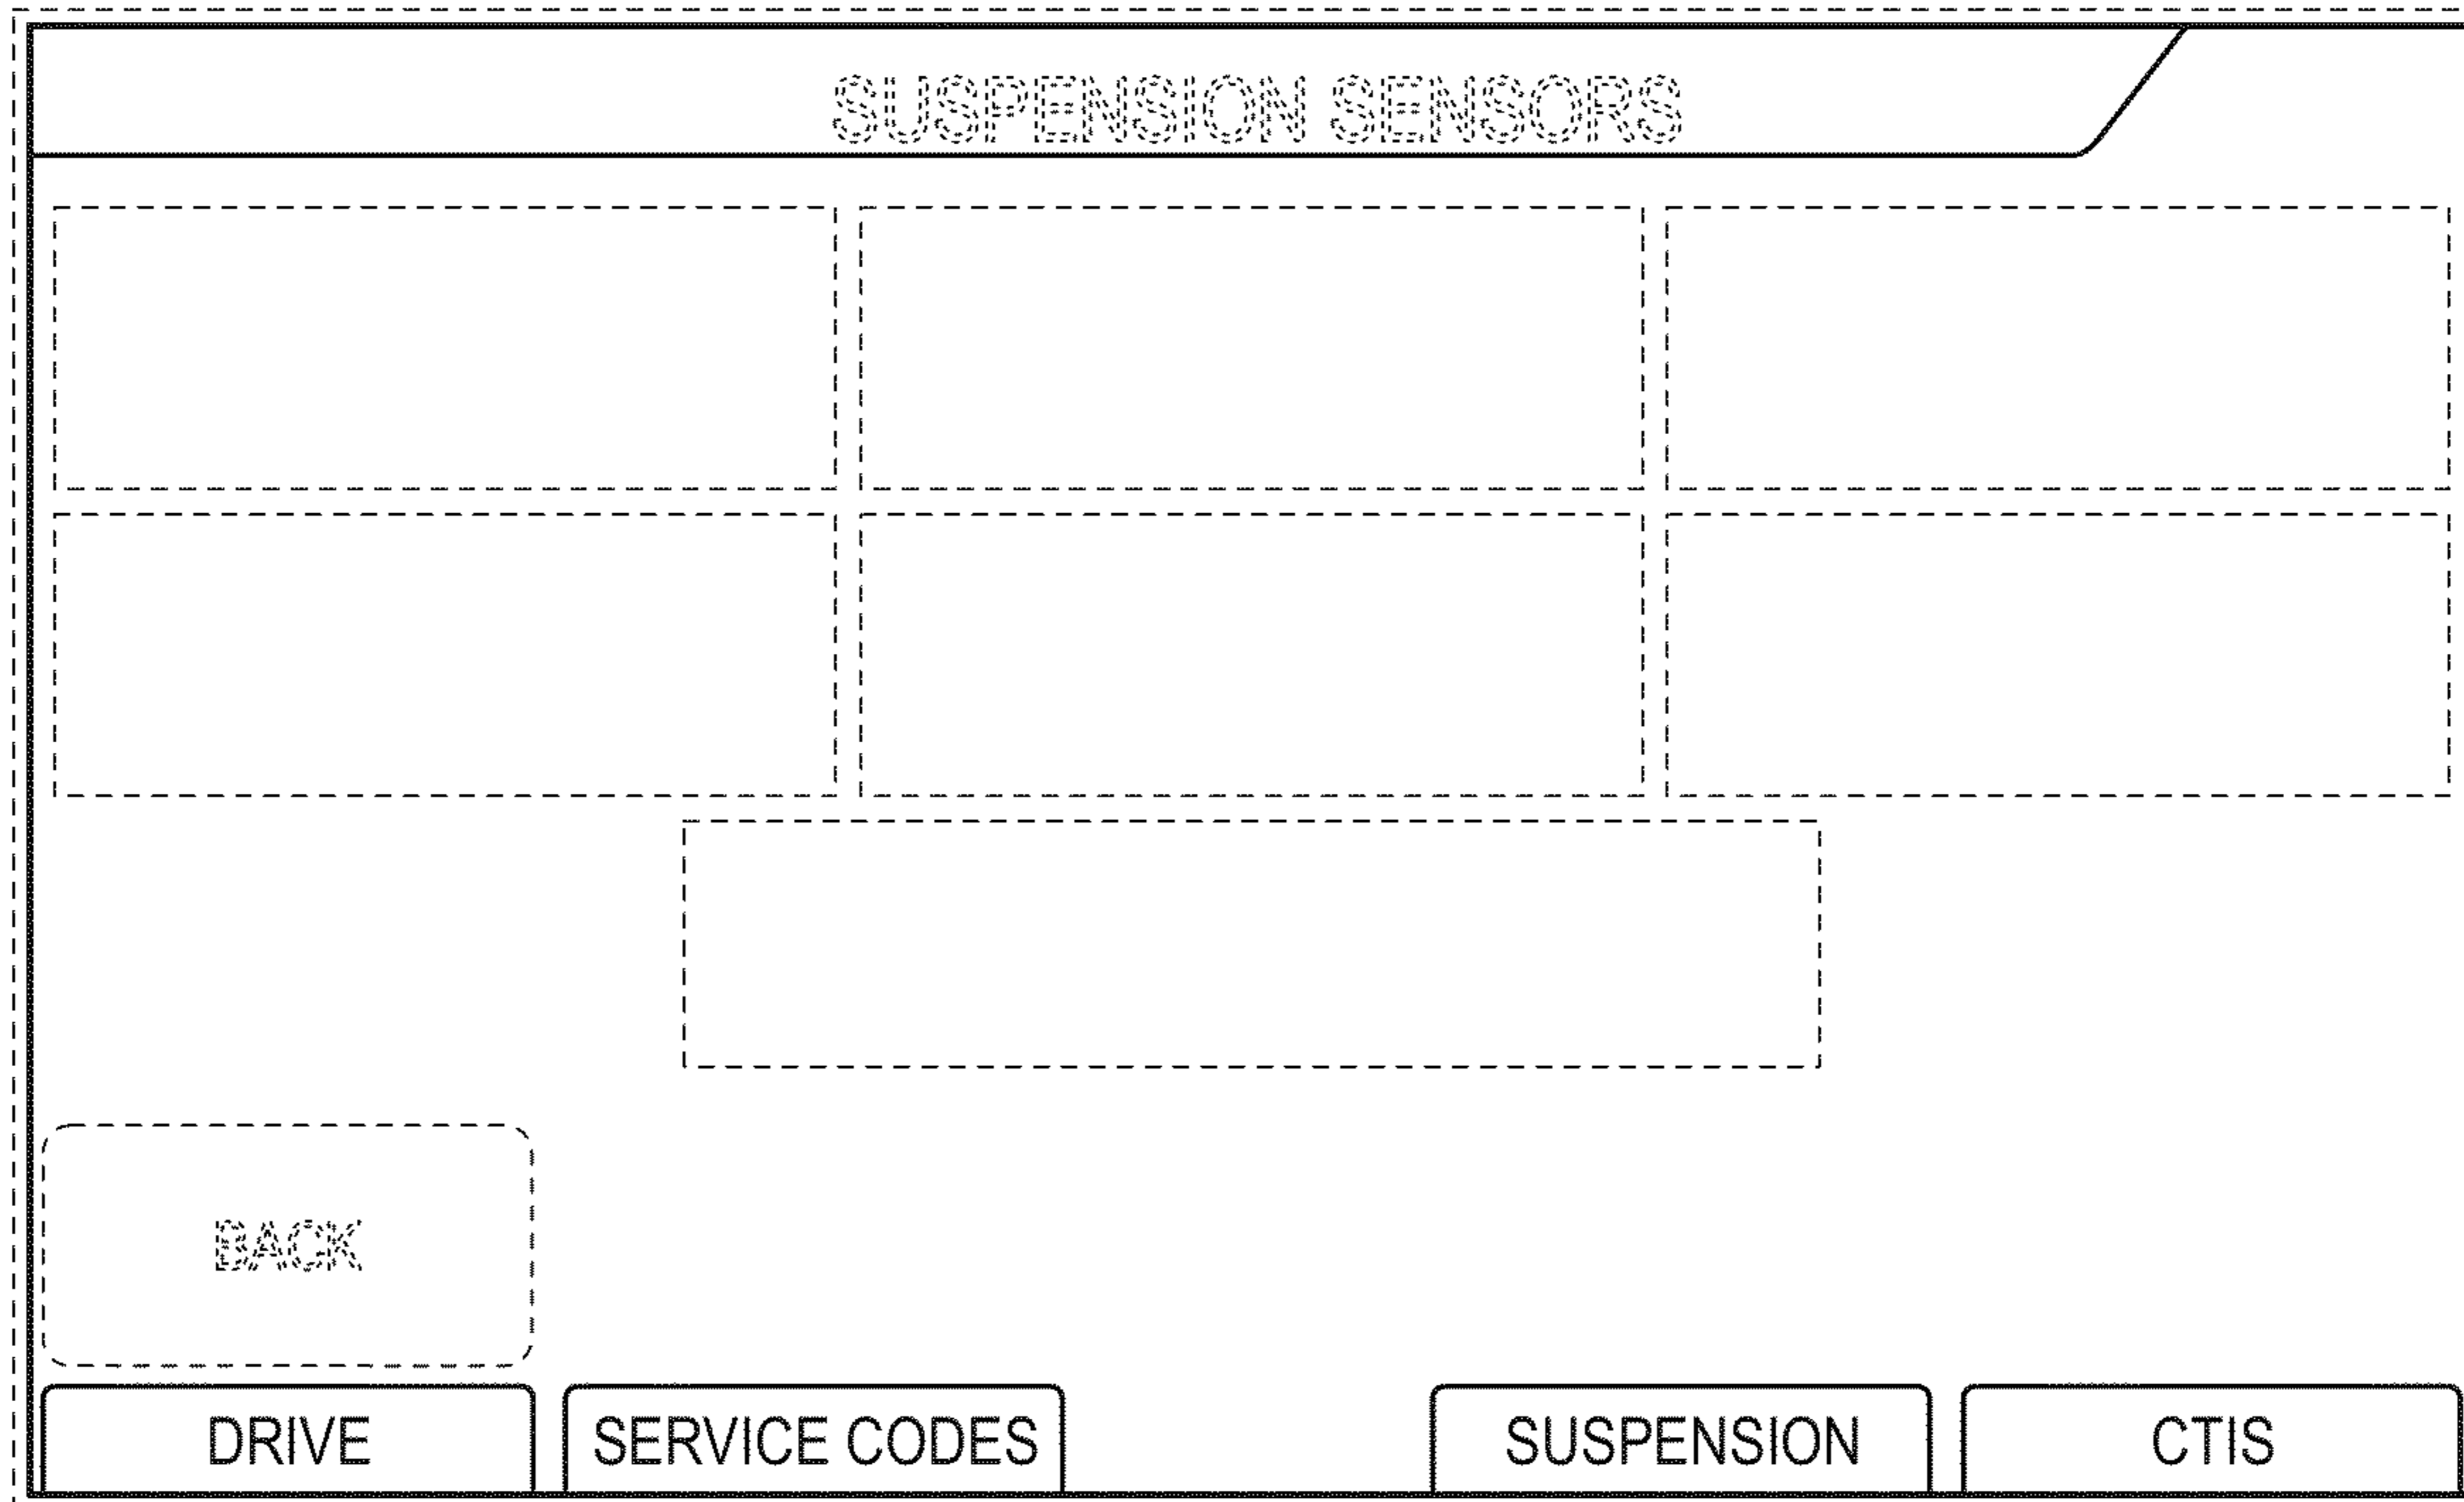 SUSPENSION SENSORS
BACK
DRIVE
SERVICE CODES
SUSPENSION
CTIS